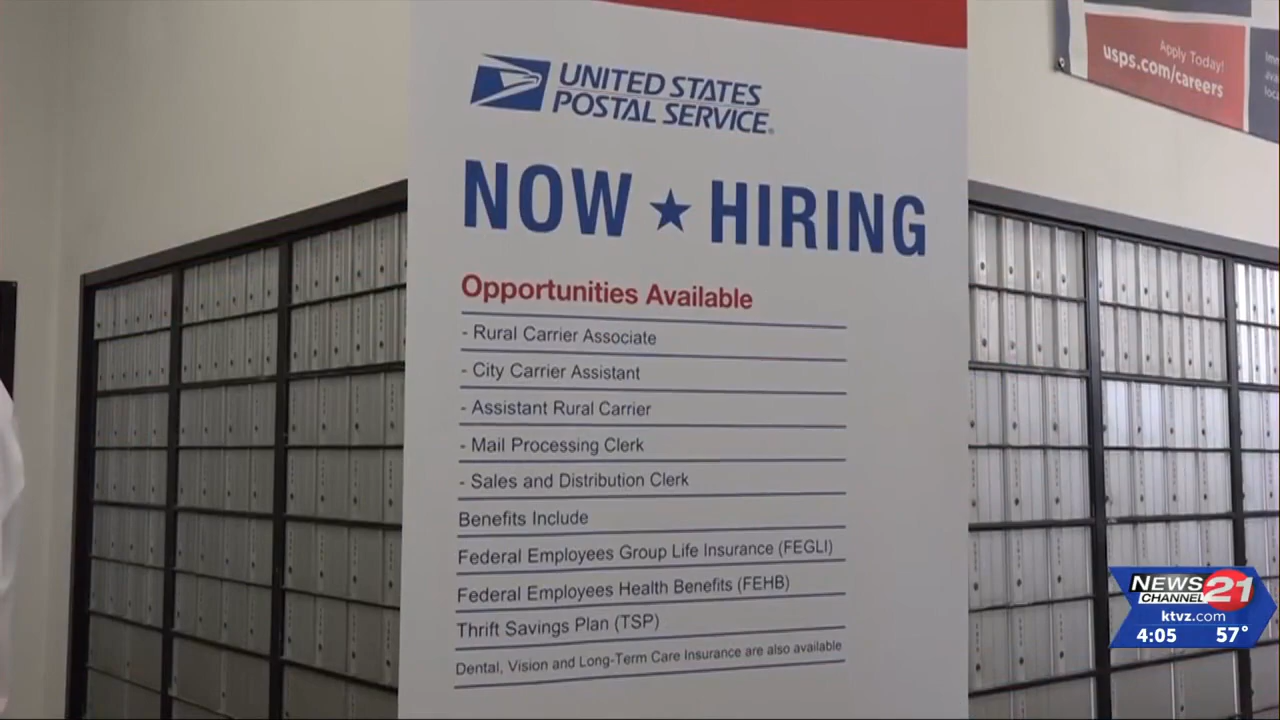 UNITED STATES
POSTAL SERVICE®
NOW ★ HIRING
Opportunities Available
- Rural Carrier Associate
- City Carrier Assistant
- Assistant Rural Carrier
- Mail Processing Clerk
- Sales and Distribution Clerk
Benefits Include
Federal Employees Group Life Insurance (FEGLI)
Federal Employees Health Benefits (FEHB)
Thrift Savings Plan (TSP)
Dental, Vision and Long-Term Care Insurance are also available
Apply Today!
usps.com/careers
NEWS
CHANNEL 21
ktvz.com
4:05 57°